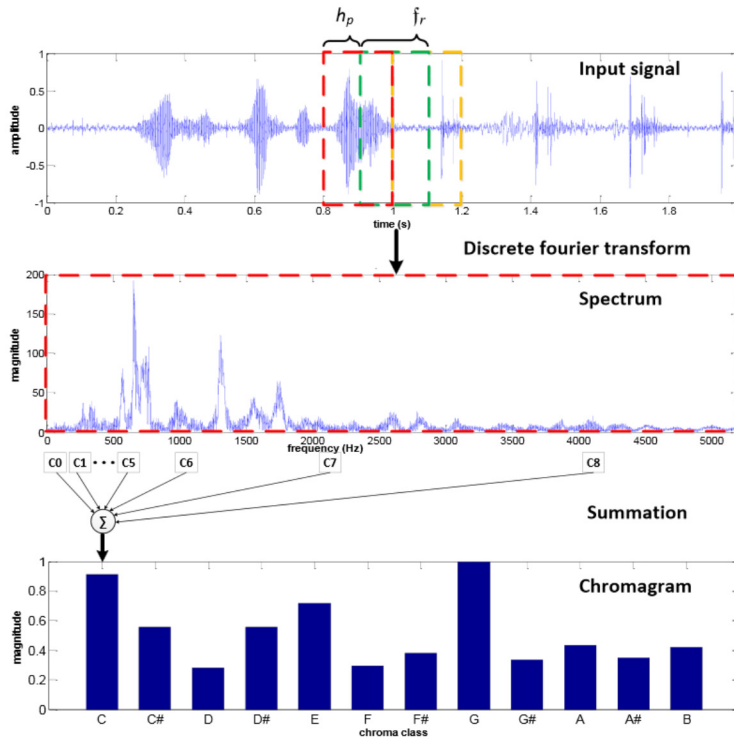 h_p f_r
Input signal
amplitude
1
0.5
0
-0.5
-1
0 0.2 0.4 0.6 0.8 1 1.2 1.4 1.6 1.8
time (s)
Discrete fourier transform
Spectrum
magnitude
200
150
100
50
0
0 500 1000 1500 2000 2500 3000 3500 4000 4500 5000
frequency (Hz)
C0 C1 ••• C5 C6 C7 C8
Σ
Summation
Chromagram
magnitude
1
0.8
0.6
0.4
0.2
0
C C# D D# E F F# G G# A A# B
chroma class